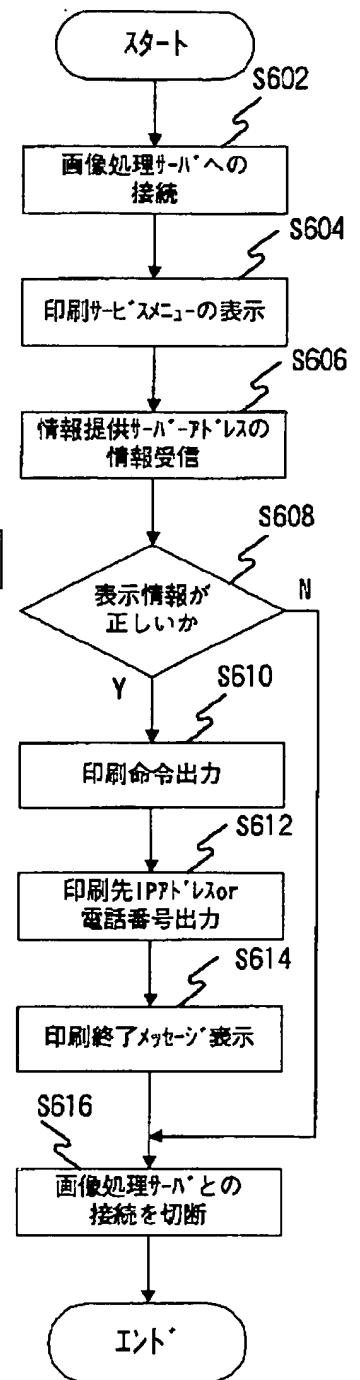 スタート
S602
画像処理サーバへの
接続
S604
印刷サービスメニューの表示
S606
情報提供サーバーアドレスの
情報受信
S608
表示情報が
正しいか
N
Y
S610
印刷命令出力
S612
印刷先IPアドレスor
電話番号出力
S614
印刷終了メッセージ表示
S616
画像処理サーバとの
接続を切断
エンド